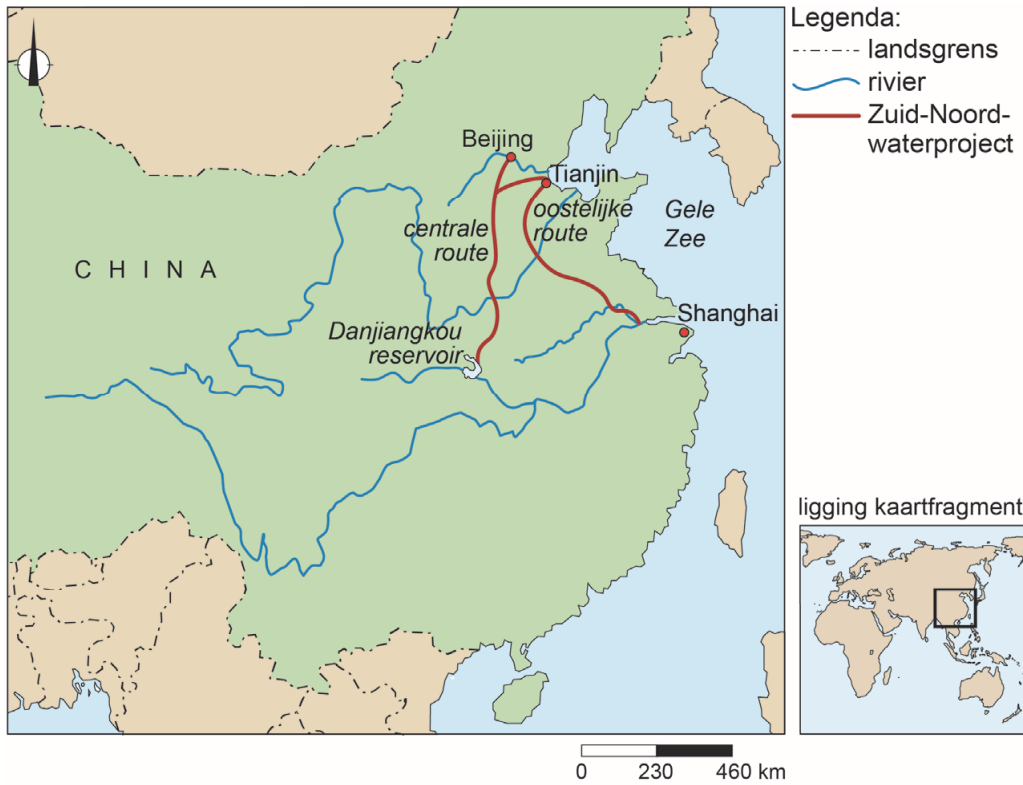 Legenda:
landsgrens
rivier
Zuid-Noord-
waterproject
Beijing
Tianjin
oostelijke
route
Gele
Zee
centrale
route
CHINA
Shanghai
Danjiangkou
reservoir
ligging kaartfragment
0 230 460 km